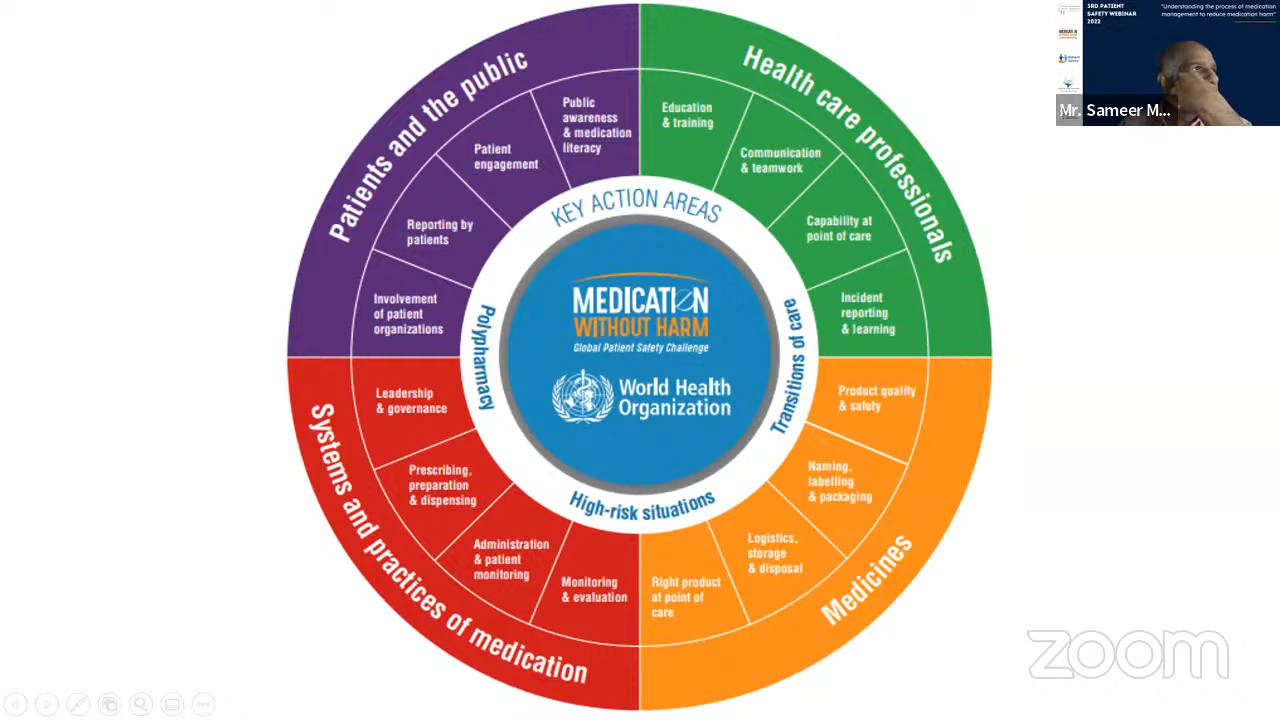 3RD PATIENT
SAFETY WEBINAR
2022
"Understanding the process of medication
management to reduce medication harm"
Mr. Sameer M...
Patients and the public
Public
awareness
& medication
literacy
Patient
engagement
Reporting by
patients
Involvement
of patient
organizations
Health care professionals
Education
& training
Communication
& teamwork
Capability at
point of care
Incident
reporting
& learning
KEY ACTION AREAS
Polypharmacy
Transitions of care
High-risk situations
MEDICATION
WITHOUT HARM
Global Patient Safety Challenge
World Health
Organization
Systems and practices of medication
Leadership
& governance
Prescribing,
preparation
& dispensing
Administration
& patient
monitoring
Monitoring
& evaluation
Medicines
Product quality
& safety
Naming,
labelling
& packaging
Logistics,
storage
& disposal
Right product
at point of
care
zoom